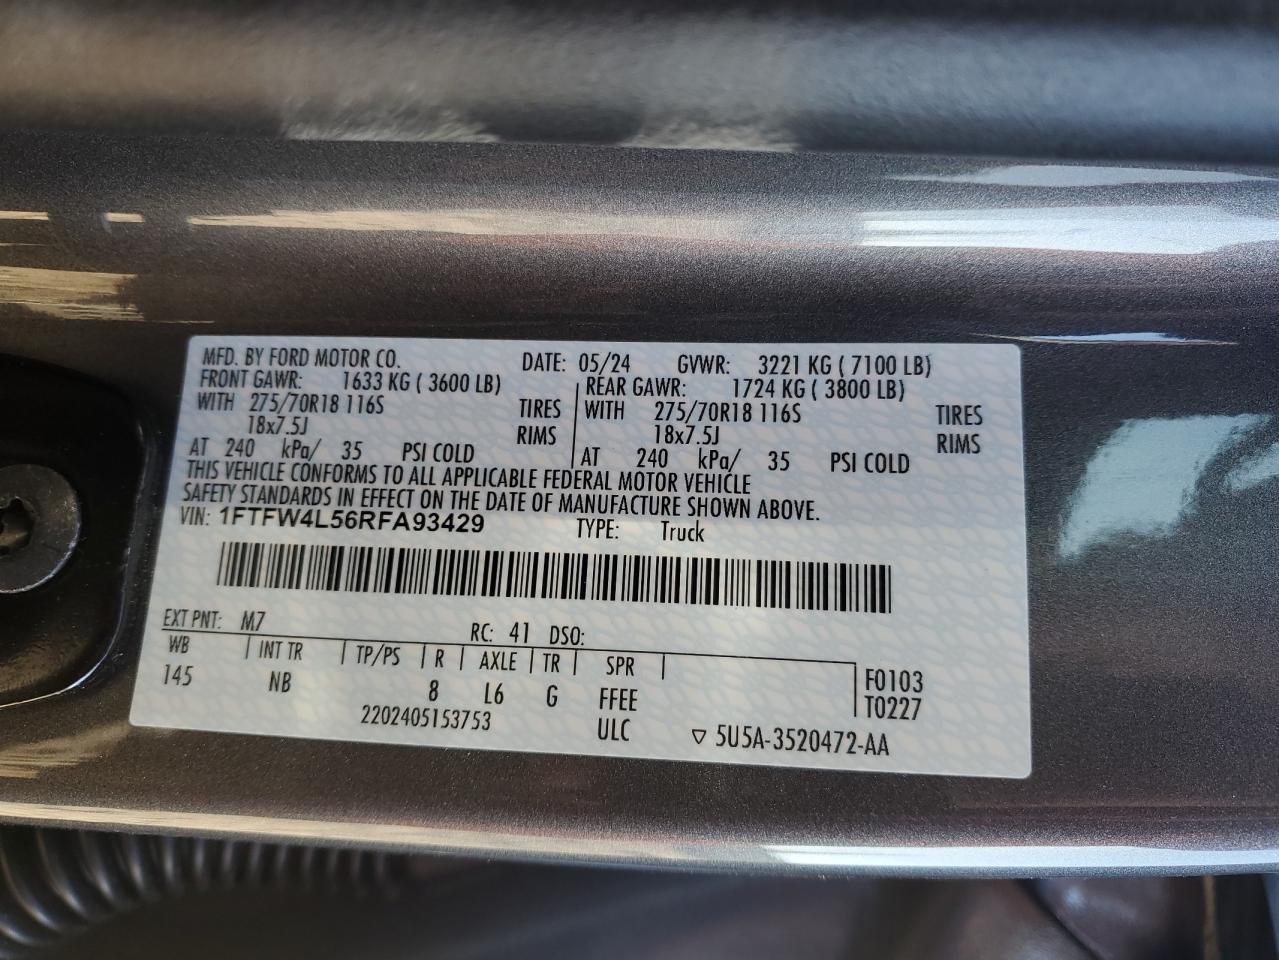 MFD. BY FORD MOTOR CO. DATE: 05/24 GVWR: 3221 KG ( 7100 LB)
FRONT GAWR: 1633 KG ( 3600 LB) REAR GAWR: 1724 KG ( 3800 LB)
WITH 275/70R18 116S TIRES WITH 275/70R18 116S TIRES
18x7.5J RIMS 18x7.5J RIMS
AT 240 kPa/ 35 PSI COLD AT 240 kPa/ 35 PSI COLD
THIS VEHICLE CONFORMS TO ALL APPLICABLE FEDERAL MOTOR VEHICLE
SAFETY STANDARDS IN EFFECT ON THE DATE OF MANUFACTURE SHOWN ABOVE.
VIN: 1FTFW4L56RFA93429 TYPE: Truck
EXT PNT: M7 RC: 41 DSO:
WB INT TR TP/PS R AXLE TR SPR F0103
145 NB 8 L6 G FFEE T0227
2202405153753 ULC ▽ 5U5A-3520472-AA